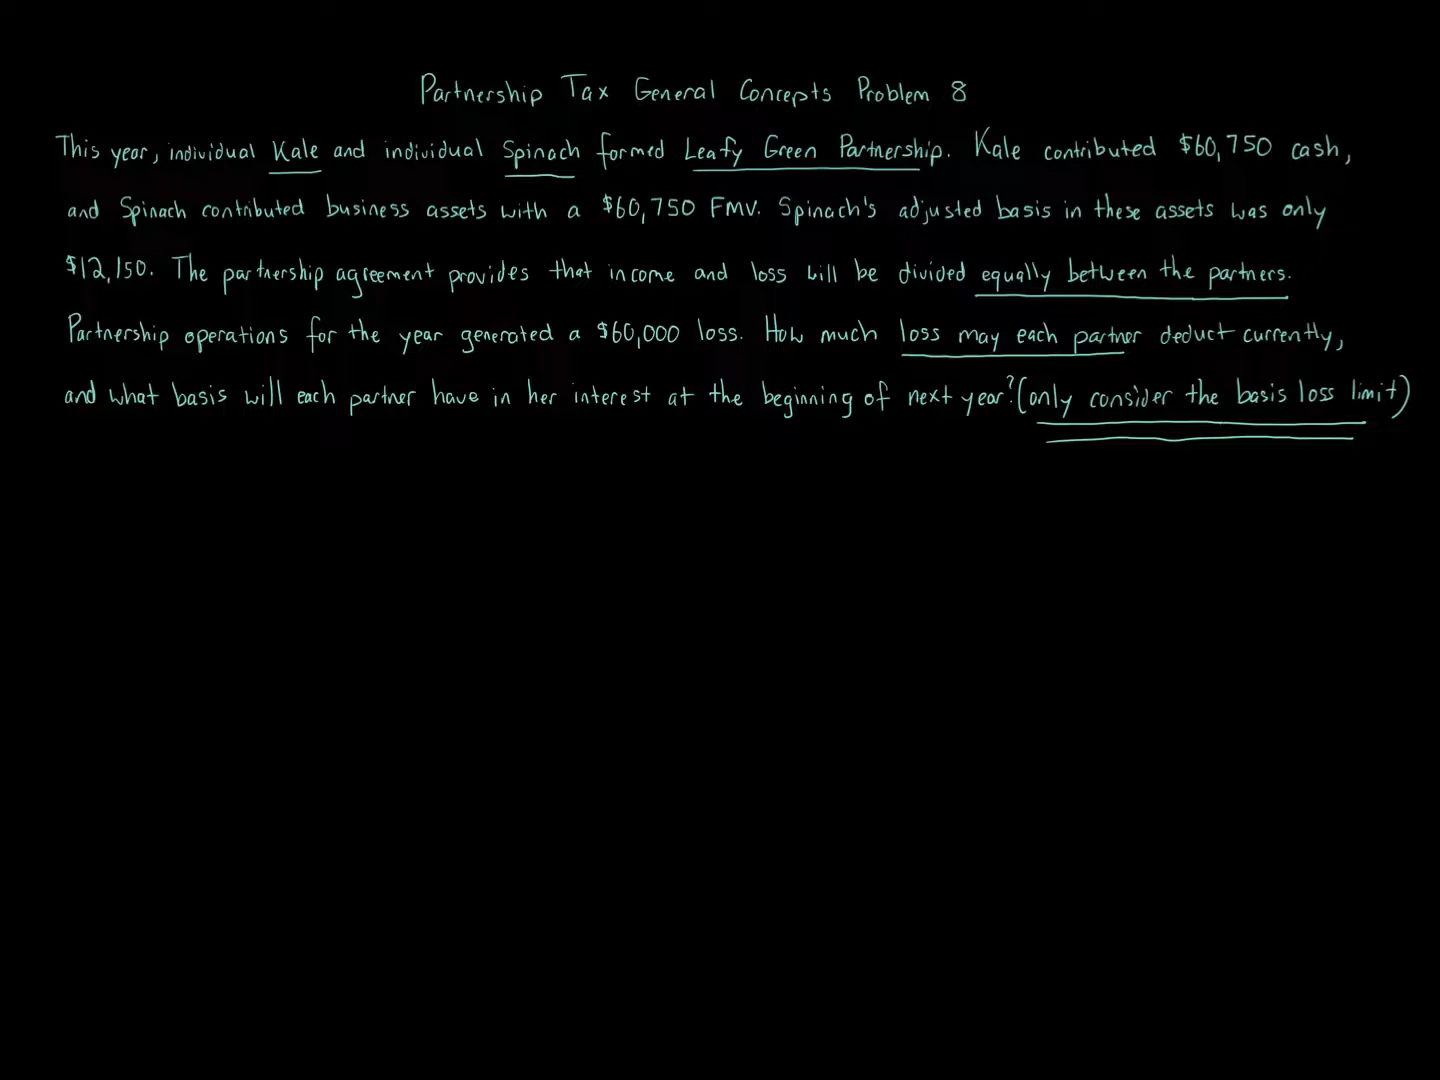 Partnership Tax General Concepts Problem 8
This year, individual Kale and individual Spinach formed Leafy Green Partnership. Kale contributed $60,750 cash,
and Spinach contributed business assets with a $60,750 FMV. Spinach's adjusted basis in these assets was only
$12,150. The partnership agreement provides that income and loss will be divided equally between the partners.
Partnership operations for the year generated a $60,000 loss. How much loss may each partner deduct currently,
and what basis will each partner have in her interest at the beginning of next year? (only consider the basis loss limit)